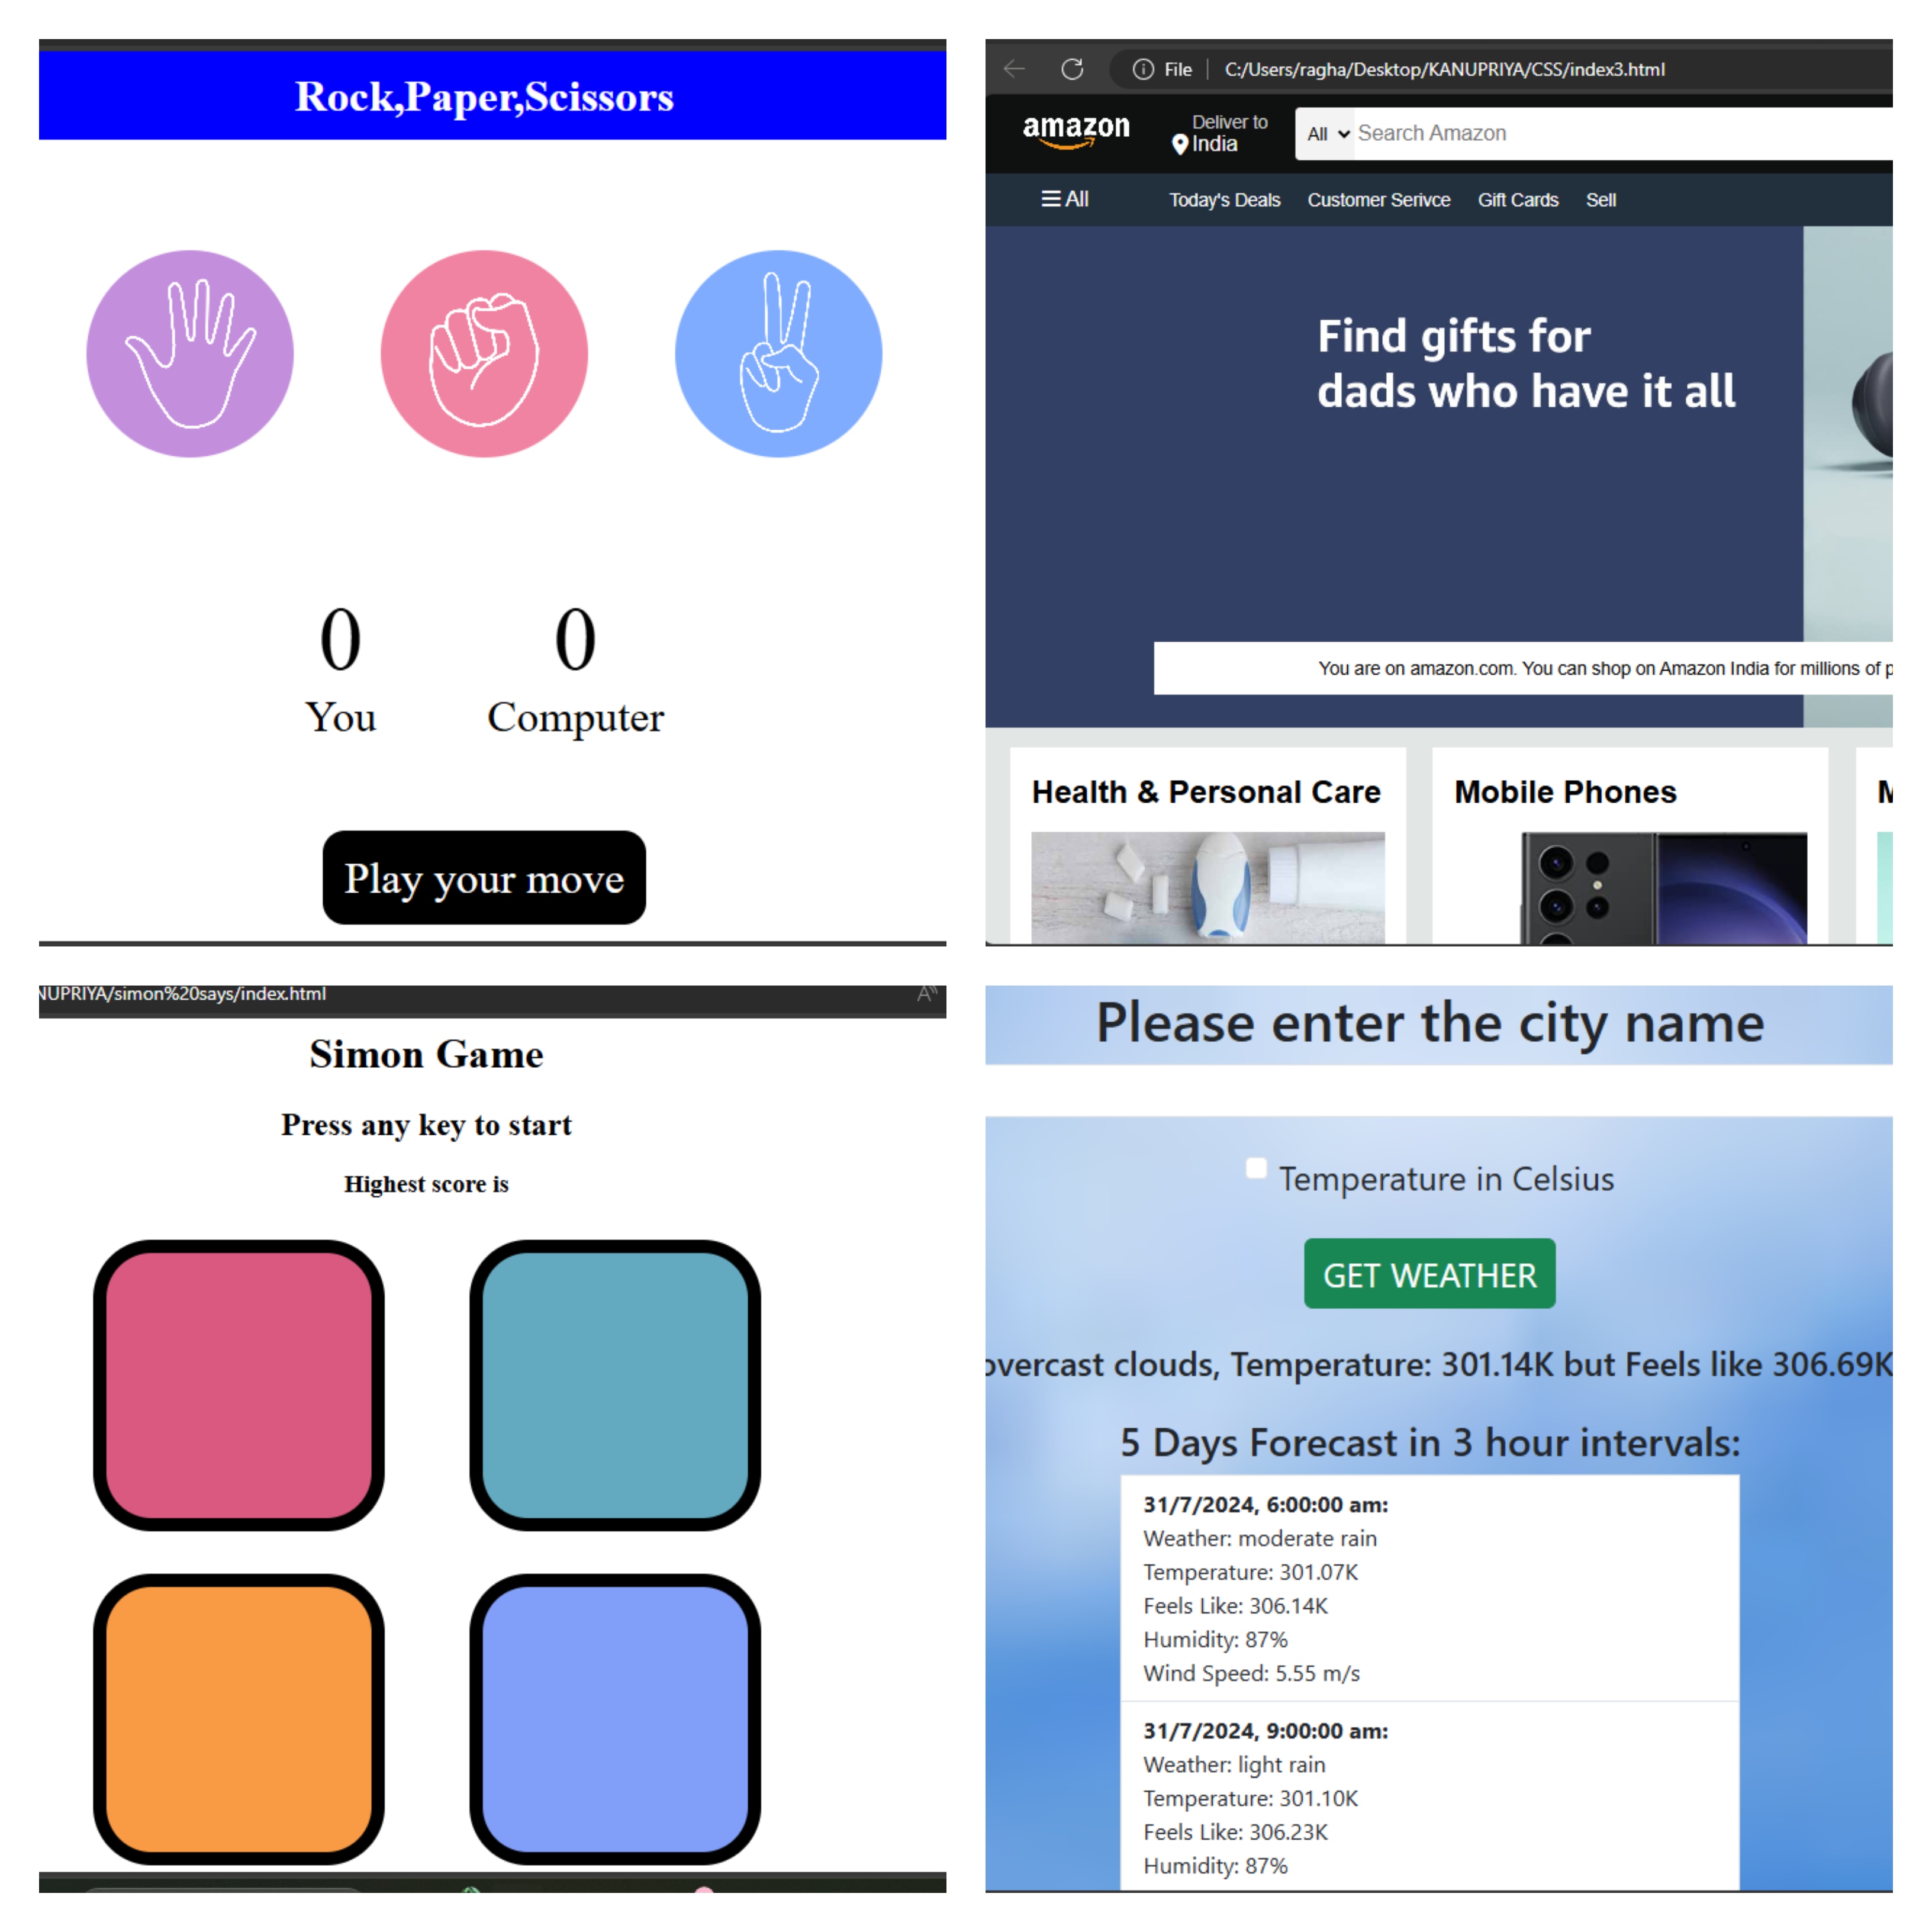 Rock,Paper,Scissors
0 0
You Computer
Play your move
File C:/Users/ragha/Desktop/KANUPRIYA/CSS/index3.html
amazon
Deliver to
India
All Search Amazon
All Today's Deals Customer Serivce Gift Cards Sell
Find gifts for
dads who have it all
You are on amazon.com. You can shop on Amazon India for millions of
Health & Personal Care Mobile Phones
NUPRIYA/simon%20says/index.html
Simon Game
Press any key to start
Highest score is
Please enter the city name
Temperature in Celsius
GET WEATHER
overcast clouds, Temperature: 301.14K but Feels like 306.69K
5 Days Forecast in 3 hour intervals:
31/7/2024, 6:00:00 am:
Weather: moderate rain
Temperature: 301.07K
Feels Like: 306.14K
Humidity: 87%
Wind Speed: 5.55 m/s
31/7/2024, 9:00:00 am:
Weather: light rain
Temperature: 301.10K
Feels Like: 306.23K
Humidity: 87%